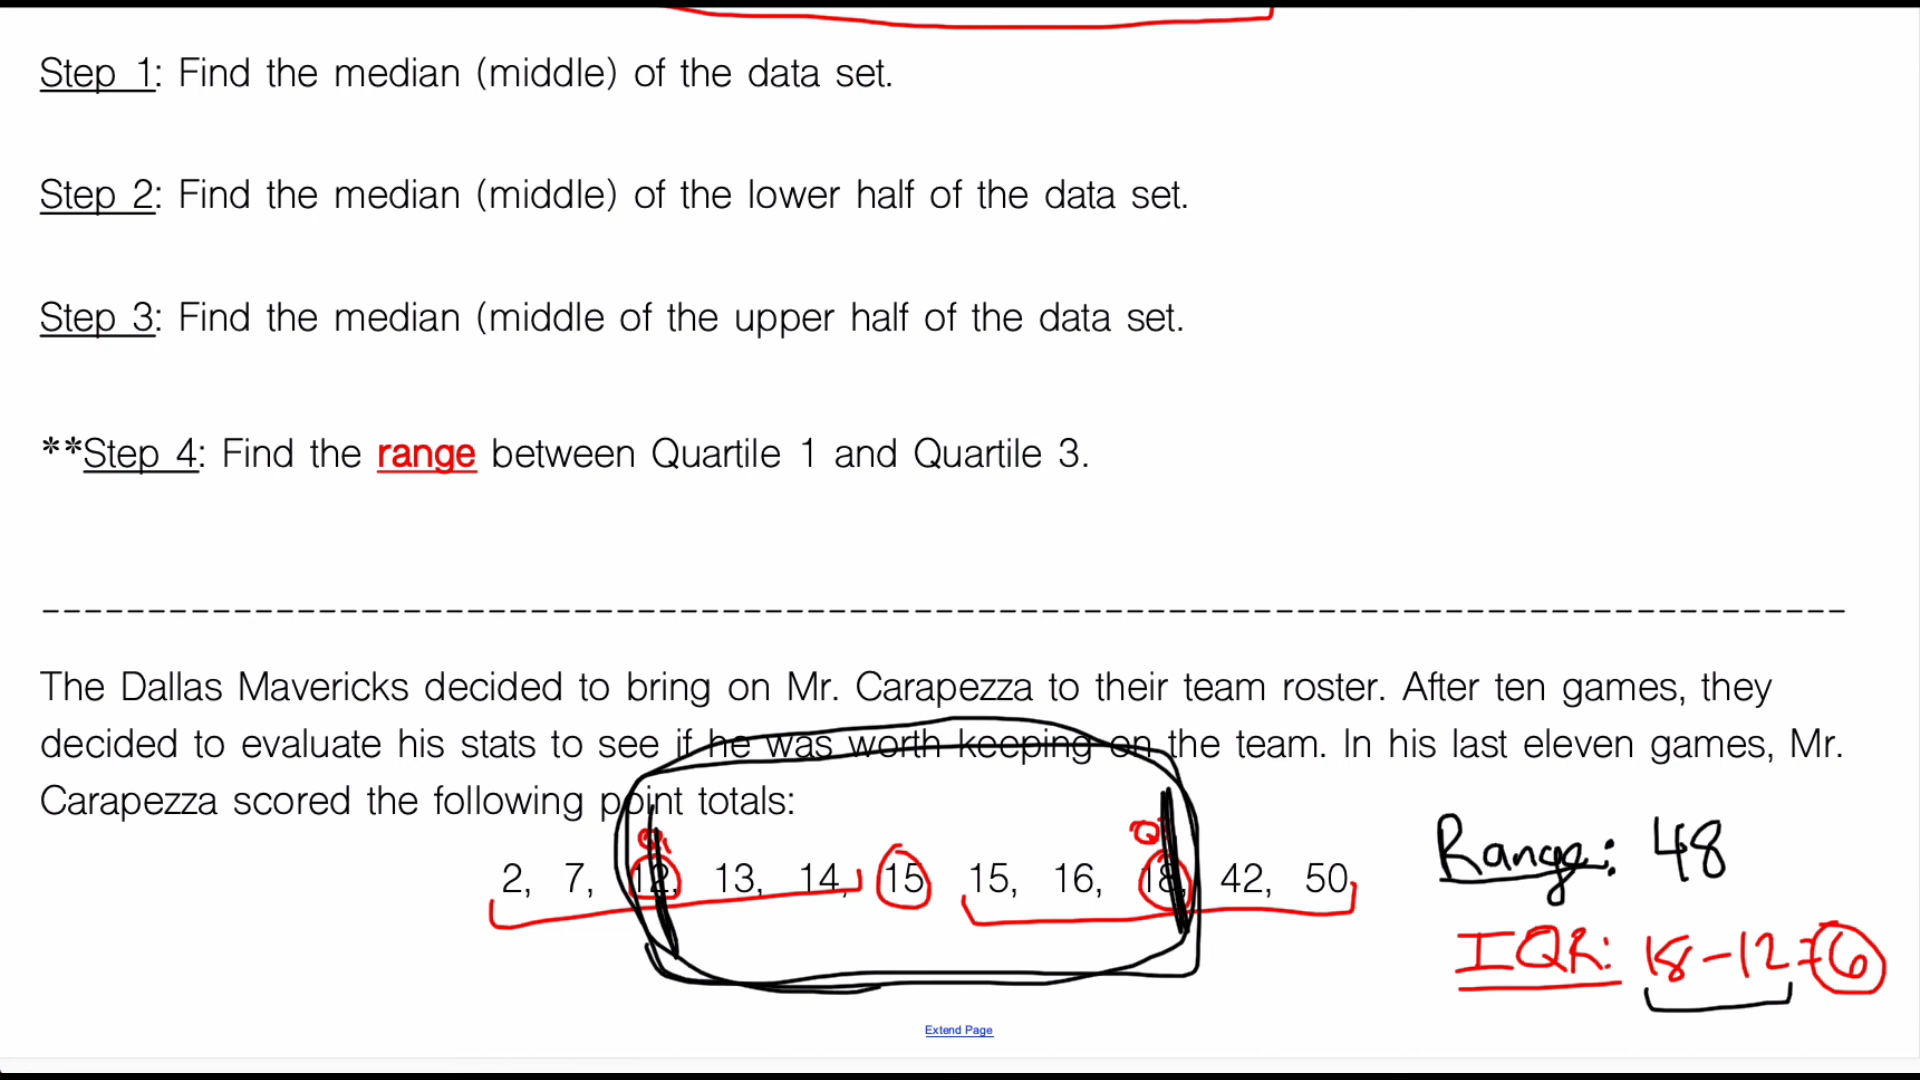 Step 1: Find the median (middle) of the data set.
Step 2: Find the median (middle) of the lower half of the data set.
Step 3: Find the median (middle of the upper half of the data set.
**Step 4: Find the range between Quartile 1 and Quartile 3.
The Dallas Mavericks decided to bring on Mr. Carapezza to their team roster. After ten games, they
decided to evaluate his stats to see if he was worth keeping on the team. In his last eleven games, Mr.
Carapezza scored the following point totals:
2, 7, 12, 13, 14, 15 15, 16, 18, 42, 50,
Range: 48
IQR: 18-12=6
Extend Page